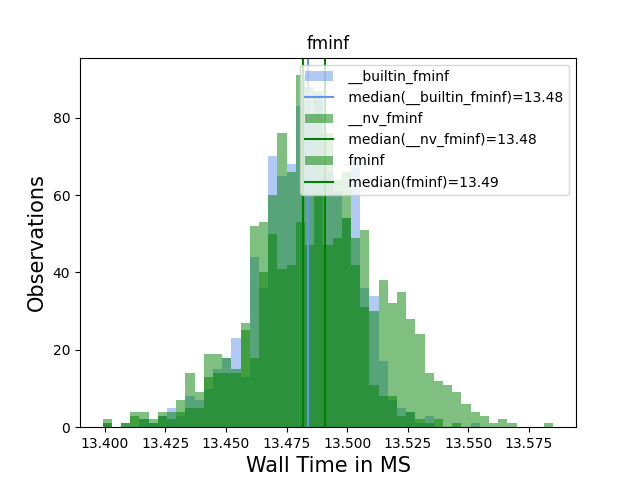 fminf
__builtin_fminf
median(__builtin_fminf)=13.48
__nv_fminf
median(__nv_fminf)=13.48
fminf
median(fminf)=13.49
Observations
80
60
40
20
0
13.400 13.425 13.450 13.475 13.500 13.525 13.550 13.575
Wall Time in MS